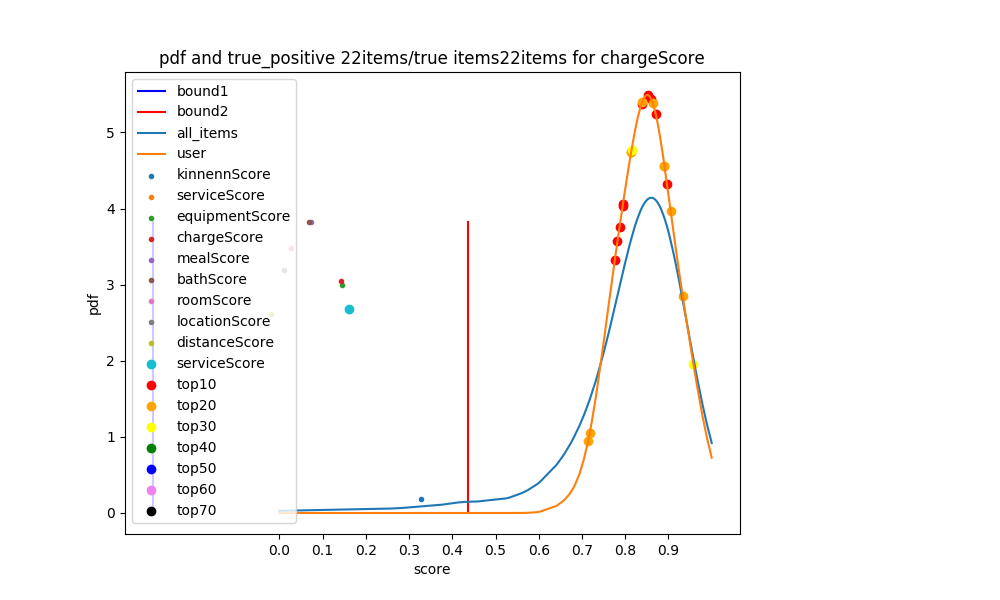 pdf and true_positive 22items/true items22items for chargeScore
bound1
bound2
all_items
user
kinnennScore
serviceScore
equipmentScore
chargeScore
mealScore
bathScore
roomScore
locationScore
distanceScore
serviceScore
top10
top20
top30
top40
top50
top60
top70
pdf
5
4
3
2
1
0
0.0 0.1 0.2 0.3 0.4 0.5 0.6 0.7 0.8 0.9
score